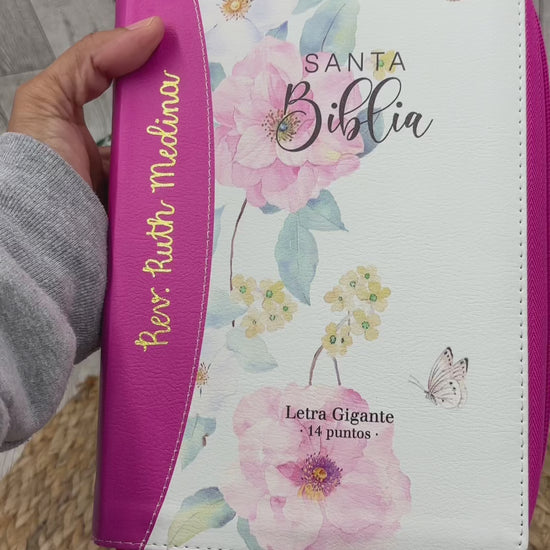 SANTA
Biblia
Rev. Ruth Medina
Letra Gigante
· 14 puntos ·